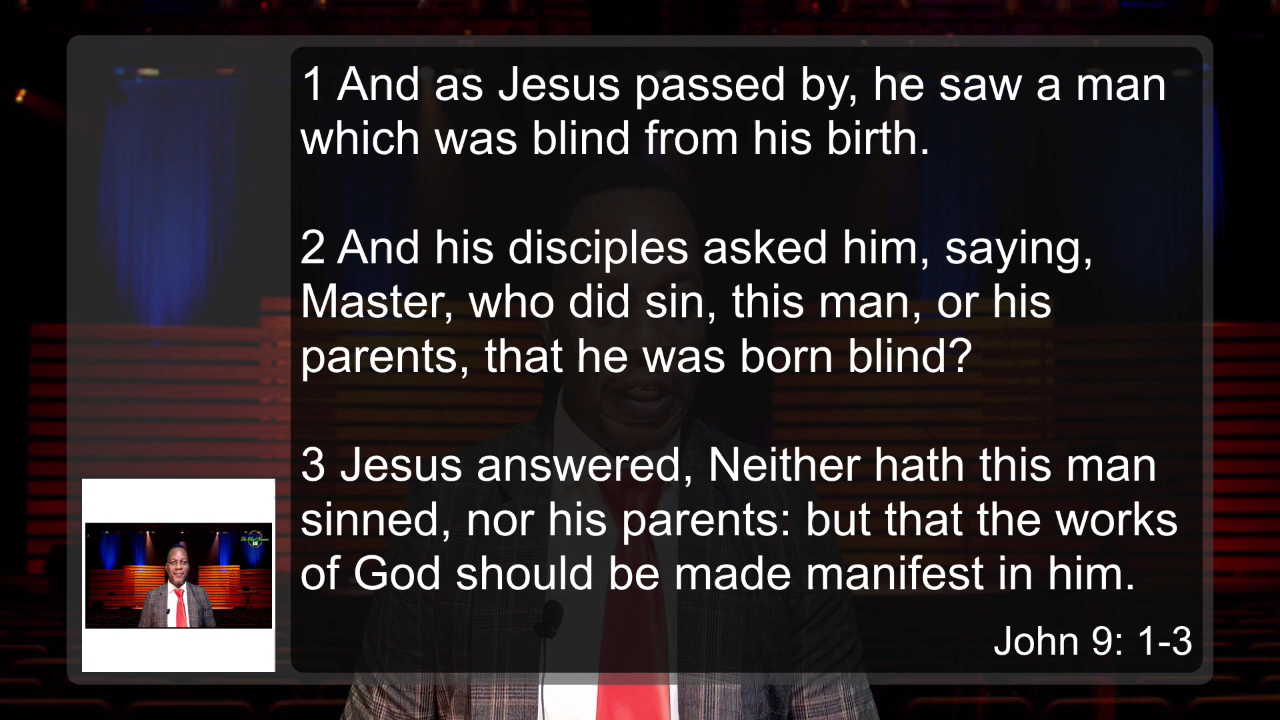 1 And as Jesus passed by, he saw a man
which was blind from his birth.
2 And his disciples asked him, saying,
Master, who did sin, this man, or his
parents, that he was born blind?
3 Jesus answered, Neither hath this man
sinned, nor his parents: but that the works
of God should be made manifest in him.
John 9: 1-3